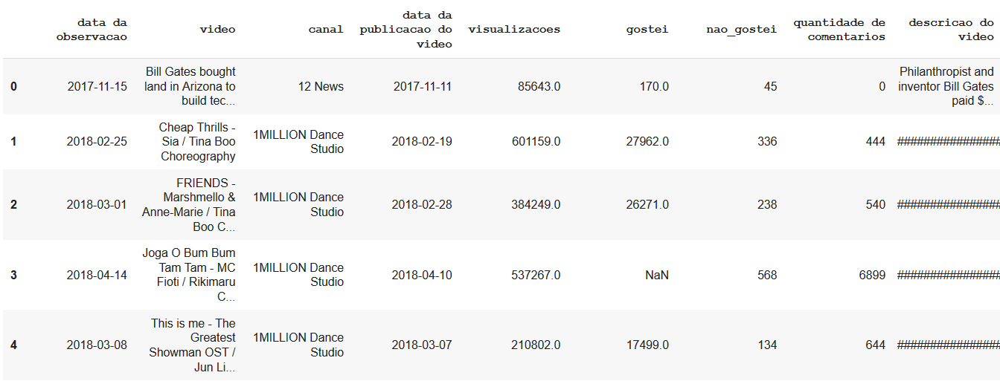 data da observacao video canal data da publicacao do video visualizacoes gostei nao_gostei quantidade de comentarios descricao do video
0 2017-11-15 Bill Gates bought land in Arizona to build tec... 12 News 2017-11-11 85643.0 170.0 45 0 Philanthropist and inventor Bill Gates paid $...
1 2018-02-25 Cheap Thrills - Sia / Tina Boo Choreography 1MILLION Dance Studio 2018-02-19 601159.0 27962.0 336 444 #################
2 2018-03-01 FRIENDS - Marshmello & Anne-Marie / Tina Boo C... 1MILLION Dance Studio 2018-02-28 384249.0 26271.0 238 540 #################
3 2018-04-14 Joga O Bum Bum Tam Tam - MC Fioti / Rikimaru C... 1MILLION Dance Studio 2018-04-10 537267.0 NaN 568 6899 #################
4 2018-03-08 This is me - The Greatest Showman OST / Jun Li... 1MILLION Dance Studio 2018-03-07 210802.0 17499.0 134 644 #################